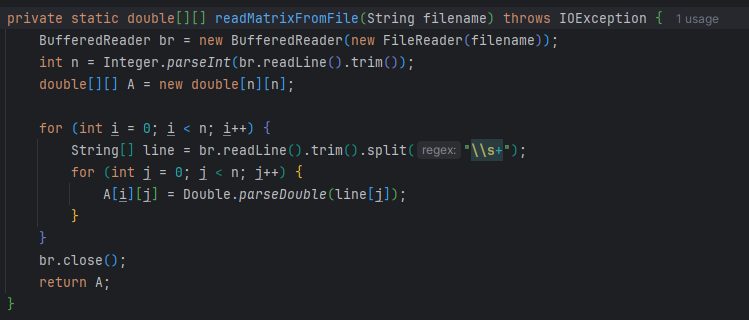 private static double[][] readMatrixFromFile(String filename) throws IOException { 1 usage
    BufferedReader br = new BufferedReader(new FileReader(filename));
    int n = Integer.parseInt(br.readLine().trim());
    double[][] A = new double[n][n];

    for (int i = 0; i < n; i++) {
        String[] line = br.readLine().trim().split( regex: "\\s+");
        for (int j = 0; j < n; j++) {
            A[i][j] = Double.parseDouble(line[j]);
        }
    }
    br.close();
    return A;
}